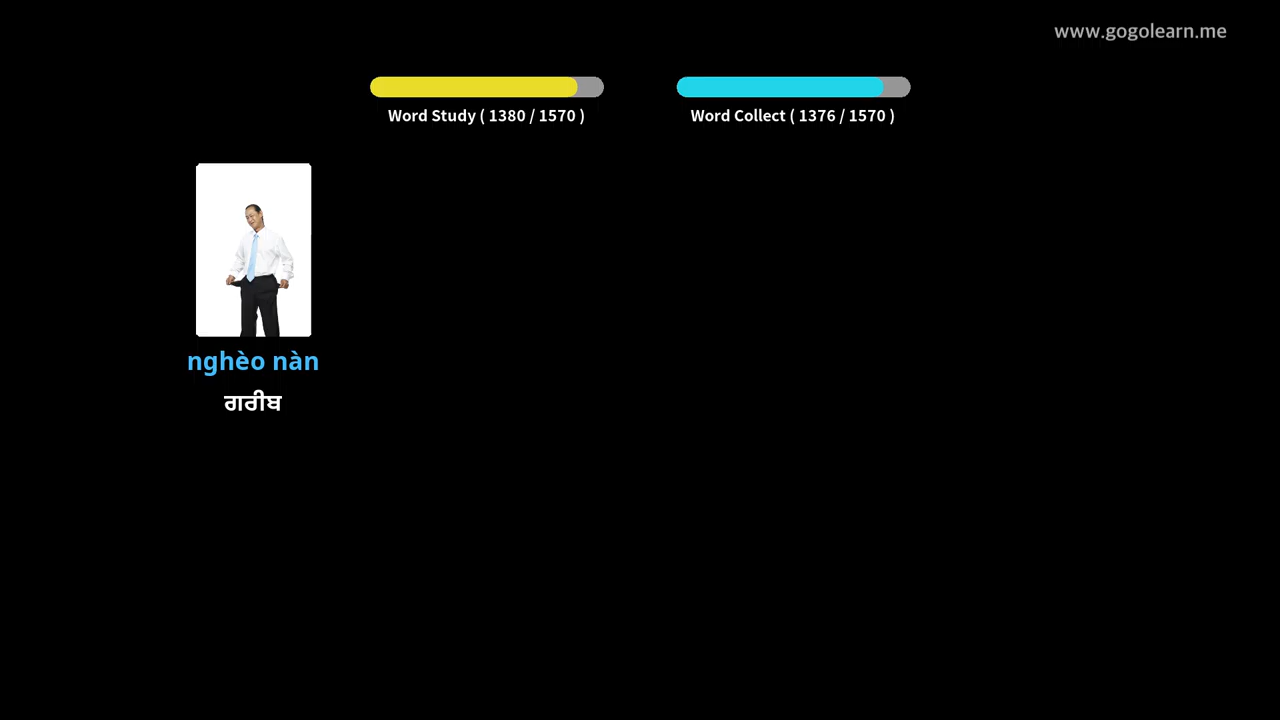 www.gogolearn.me
Word Study ( 1380 / 1570 )
Word Collect ( 1376 / 1570 )
nghèo nàn
ਗਰੀਬ